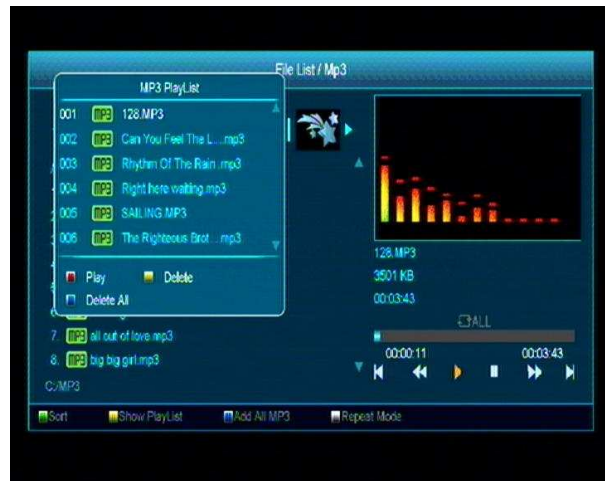 File List / Mp3
MP3 PlayList
001 MP3 128.MP3
002 MP3 Can You Feel The L....mp3
003 MP3 Rhythm Of The Rain .mp3
004 MP3 Right here waiting.mp3
005 MP3 SAILING.MP3
006 MP3 The Righteous Brot....mp3
Play Delete
Delete All
7. MP3 all out of love.mp3
8. MP3 big big girl.mp3
C:/MP3
128.MP3
3501 KB
00:03:43
ALL
00:00:11 00:03:43
Sort Show PlayList Add All MP3 Repeat Mode